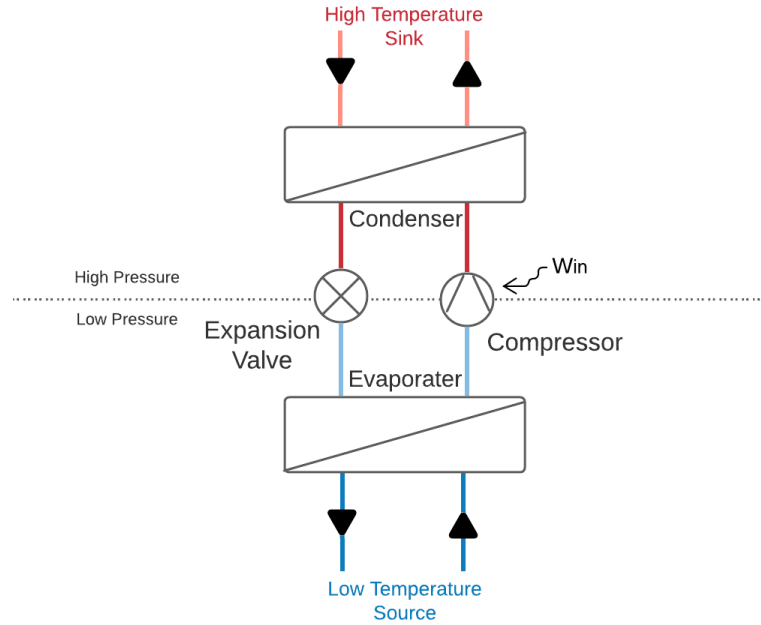 High Temperature
Sink
Condenser
High Pressure
Win
Low Pressure
Expansion
Valve
Compressor
Evaporater
Low Temperature
Source